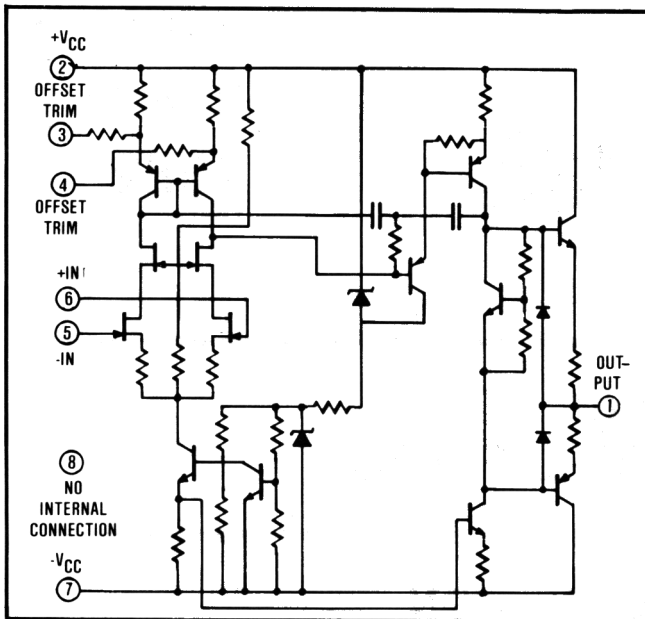 +VCC
2
OFFSET
TRIM
3
4
OFFSET
TRIM
+IN
6
5
-IN
OUT-
PUT
1
8
NO
INTERNAL
CONNECTION
-VCC
7